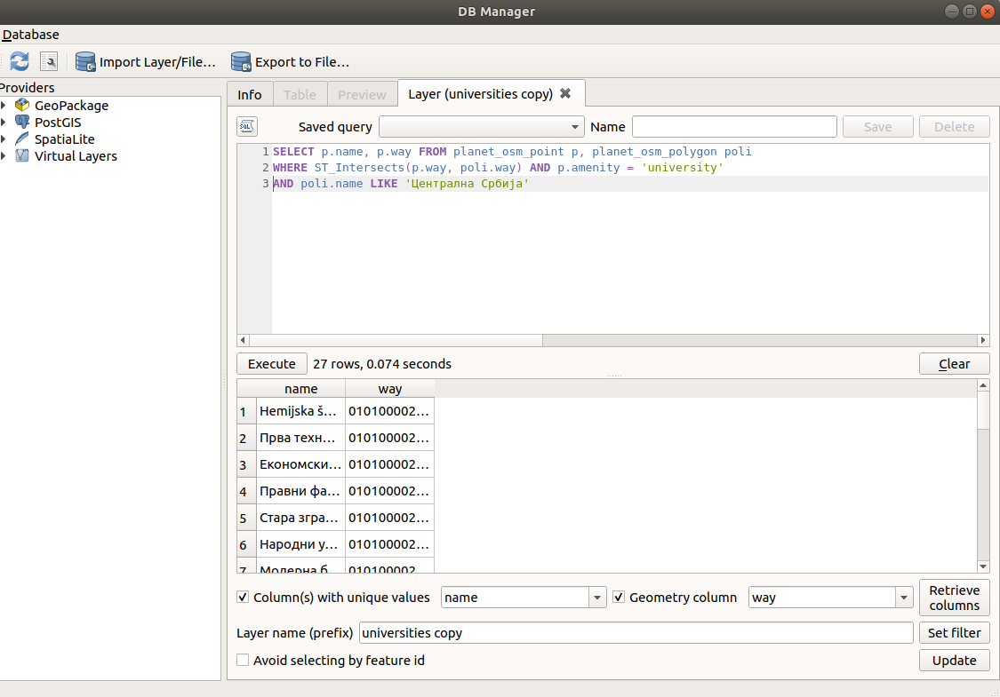 DB Manager
Database
Import Layer/File... Export to File...
Providers
GeoPackage
PostGIS
SpatiaLite
Virtual Layers
Info Table Preview Layer (universities copy)
SQL Saved query Name Save Delete
1 SELECT p.name, p.way FROM planet_osm_point p, planet_osm_polygon poli
2 WHERE ST_Intersects(p.way, poli.way) AND p.amenity = 'university'
3 AND poli.name LIKE 'Централна Србија'
Execute 27 rows, 0.074 seconds Clear
name way
1 Hemijska š... 010100002...
2 Прва техн... 010100002...
3 Економски... 010100002...
4 Правни фа... 010100002...
5 Стара згра... 010100002...
6 Народни у... 010100002...
7 Модерна б... 010100002...
Column(s) with unique values name Geometry column way Retrieve columns
Layer name (prefix) universities copy Set filter
Avoid selecting by feature id Update